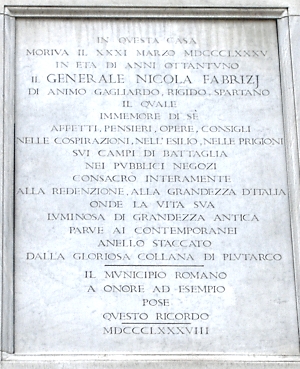 IN QVESTA CASA
MORIVA IL XXXI MARZO MDCCCLXXXV
IN ETÀ DI ANNI OTTANTVNO
IL GENERALE NICOLA FABRIZJ
DI ANIMO GAGLIARDO, RIGIDO, SPARTANO
IL QVALE
IMMEMORE DI SÈ
AFFETTI, PENSIERI, OPERE, CONSIGLI
NELLE COSPIRAZIONI, NELL'ESILIO, NELLE PRIGIONI
SVI CAMPI DI BATTAGLIA
NEI PVBBLICI NEGOZI
CONSACRÒ INTERAMENTE
ALLA REDENZIONE, ALLA GRANDEZZA D'ITALIA
ONDE LA VITA SVA
LVMINOSA DI GRANDEZZA ANTICA
PARVE AI CONTEMPORANEI
ANELLO STACCATO
DALLA GLORIOSA COLLANA DI PLVTARCO
IL MVNICIPIO ROMANO
A ONORE AD ESEMPIO
POSE
QVESTO RICORDO
MDCCCLXXXVIII